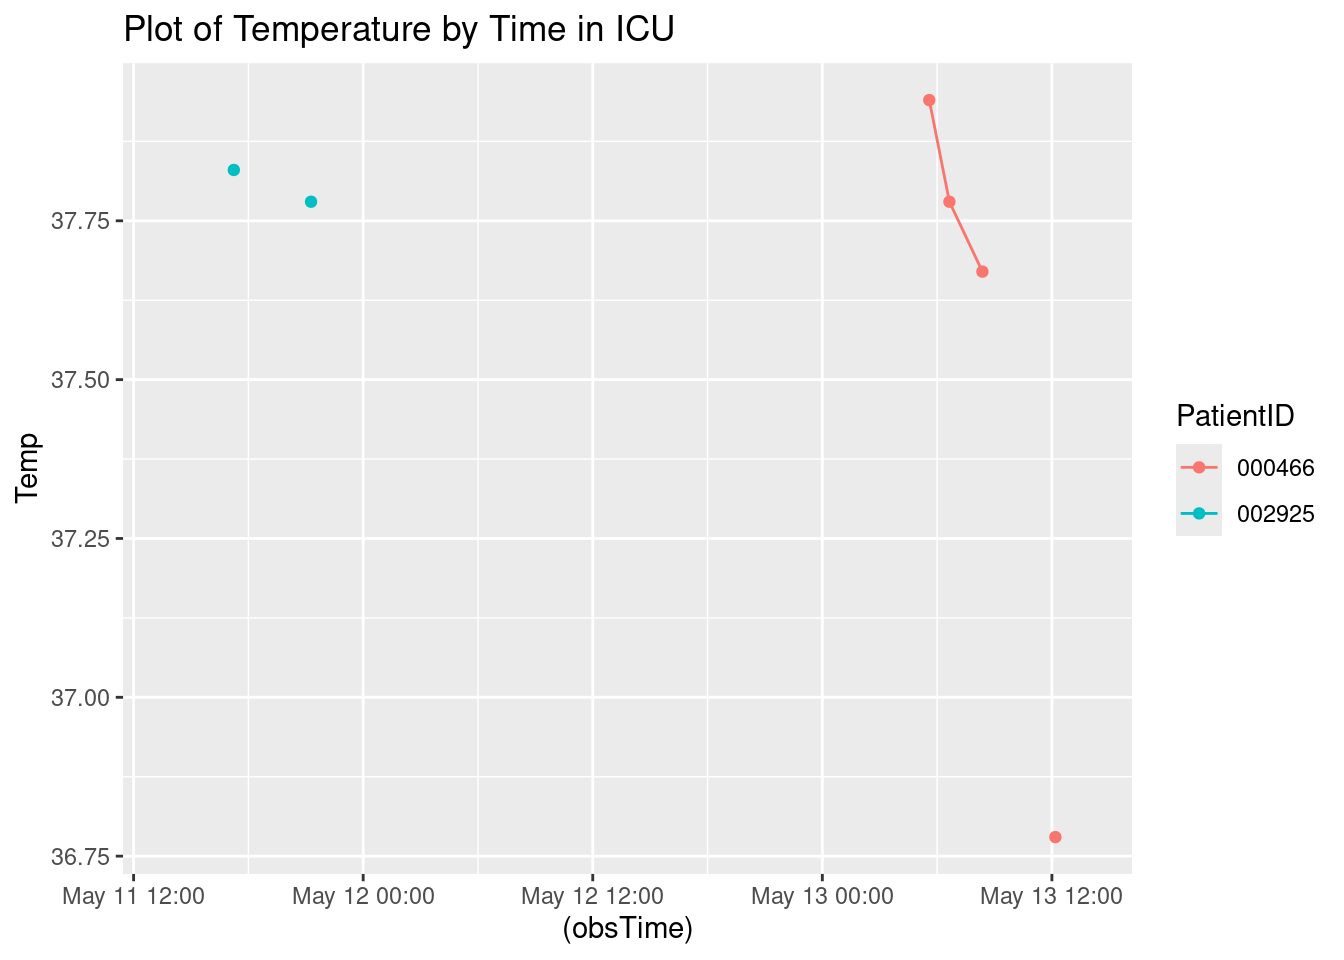 Plot of Temperature by Time in ICU
Temp
37.75
37.50
37.25
37.00
36.75
May 11 12:00 May 12 00:00 May 12 12:00 May 13 00:00 May 13 12:00
(obsTime)
PatientID
000466
002925